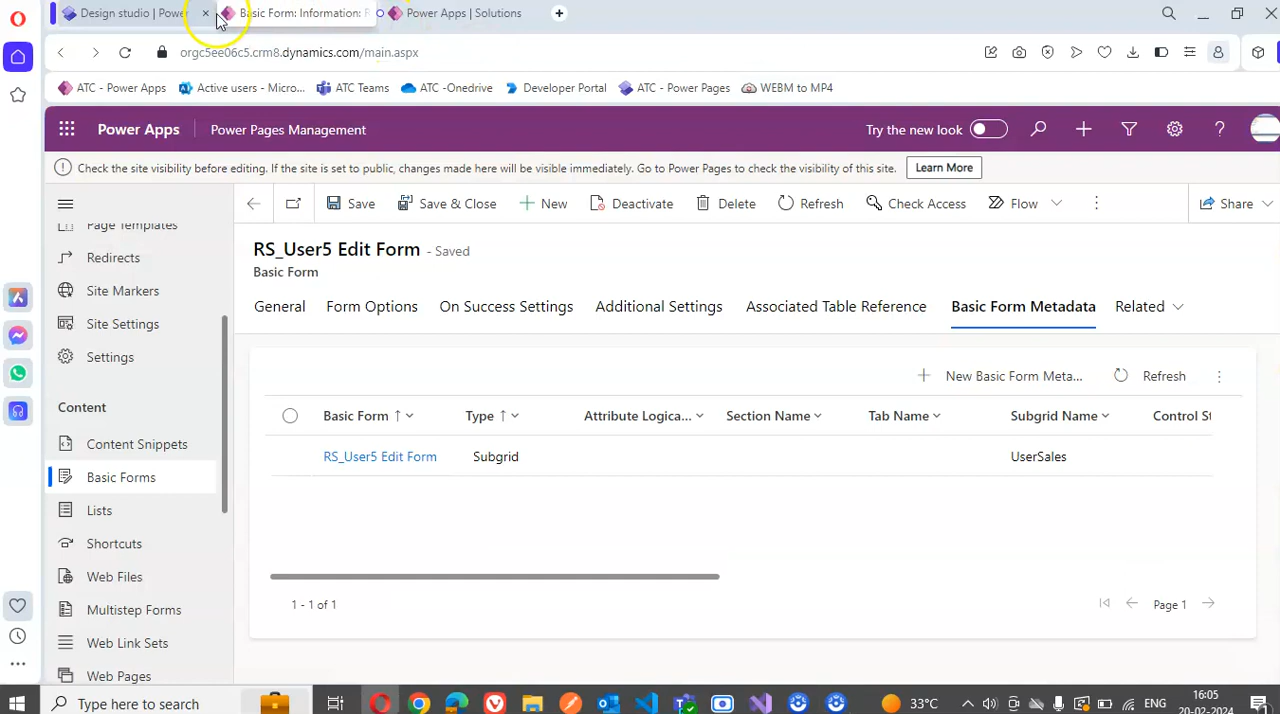 Design studio | Power
Basic Form: Information: R
Power Apps | Solutions
orgc5ee06c5.crm8.dynamics.com/main.aspx
ATC - Power Apps
Active users - Micro...
ATC Teams
ATC -Onedrive
Developer Portal
ATC - Power Pages
WEBM to MP4
Power Apps
Power Pages Management
Try the new look
Check the site visibility before editing. If the site is set to public, changes made here will be visible immediately. Go to Power Pages to check the visibility of this site.
Learn More
Save
Save & Close
New
Deactivate
Delete
Refresh
Check Access
Flow
Share
Page Templates
Redirects
Site Markers
Site Settings
Settings
Content
Content Snippets
Basic Forms
Lists
Shortcuts
Web Files
Multistep Forms
Web Link Sets
Web Pages
RS_User5 Edit Form - Saved
Basic Form
General
Form Options
On Success Settings
Additional Settings
Associated Table Reference
Basic Form Metadata
Related
New Basic Form Meta...
Refresh
Basic Form
Type
Attribute Logica...
Section Name
Tab Name
Subgrid Name
Control St
RS_User5 Edit Form
Subgrid
UserSales
1 - 1 of 1
Page 1
Type here to search
33°C
ENG
16:05
20-02-2024